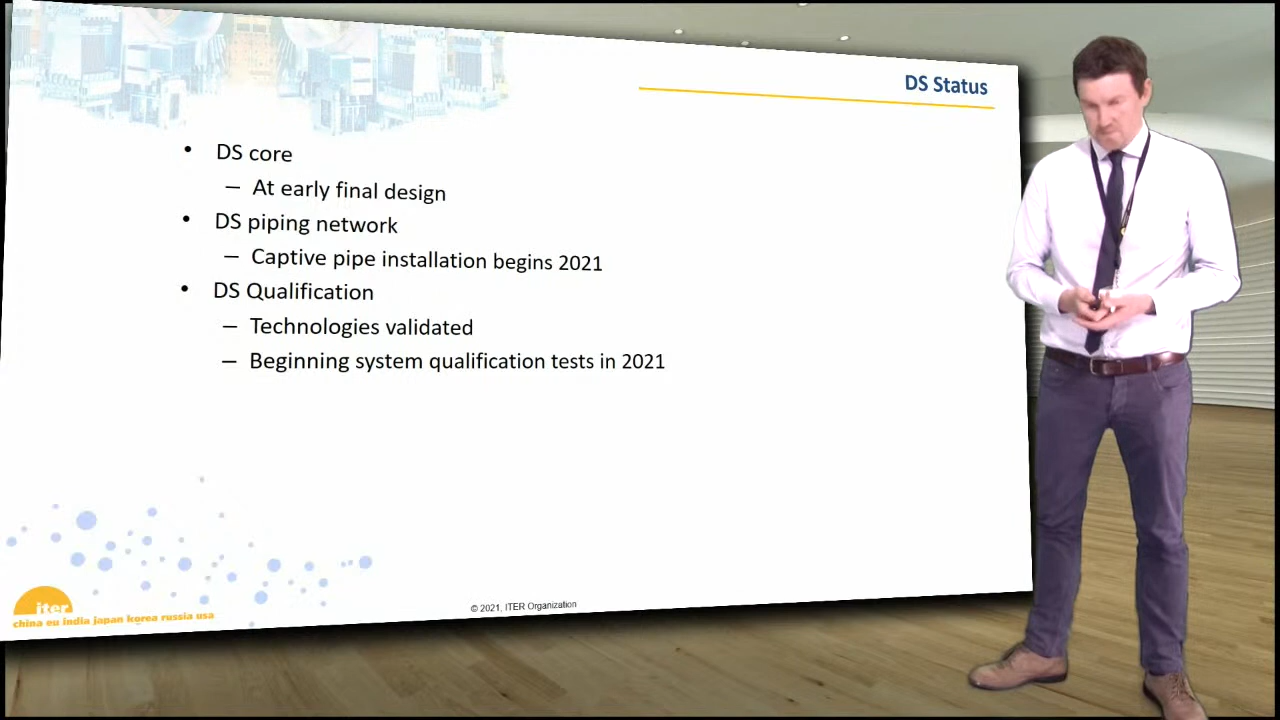 DS Status
• DS core
– At early final design
• DS piping network
– Captive pipe installation begins 2021
• DS Qualification
– Technologies validated
– Beginning system qualification tests in 2021
iter
china eu india japan korea russia usa
© 2021, ITER Organization